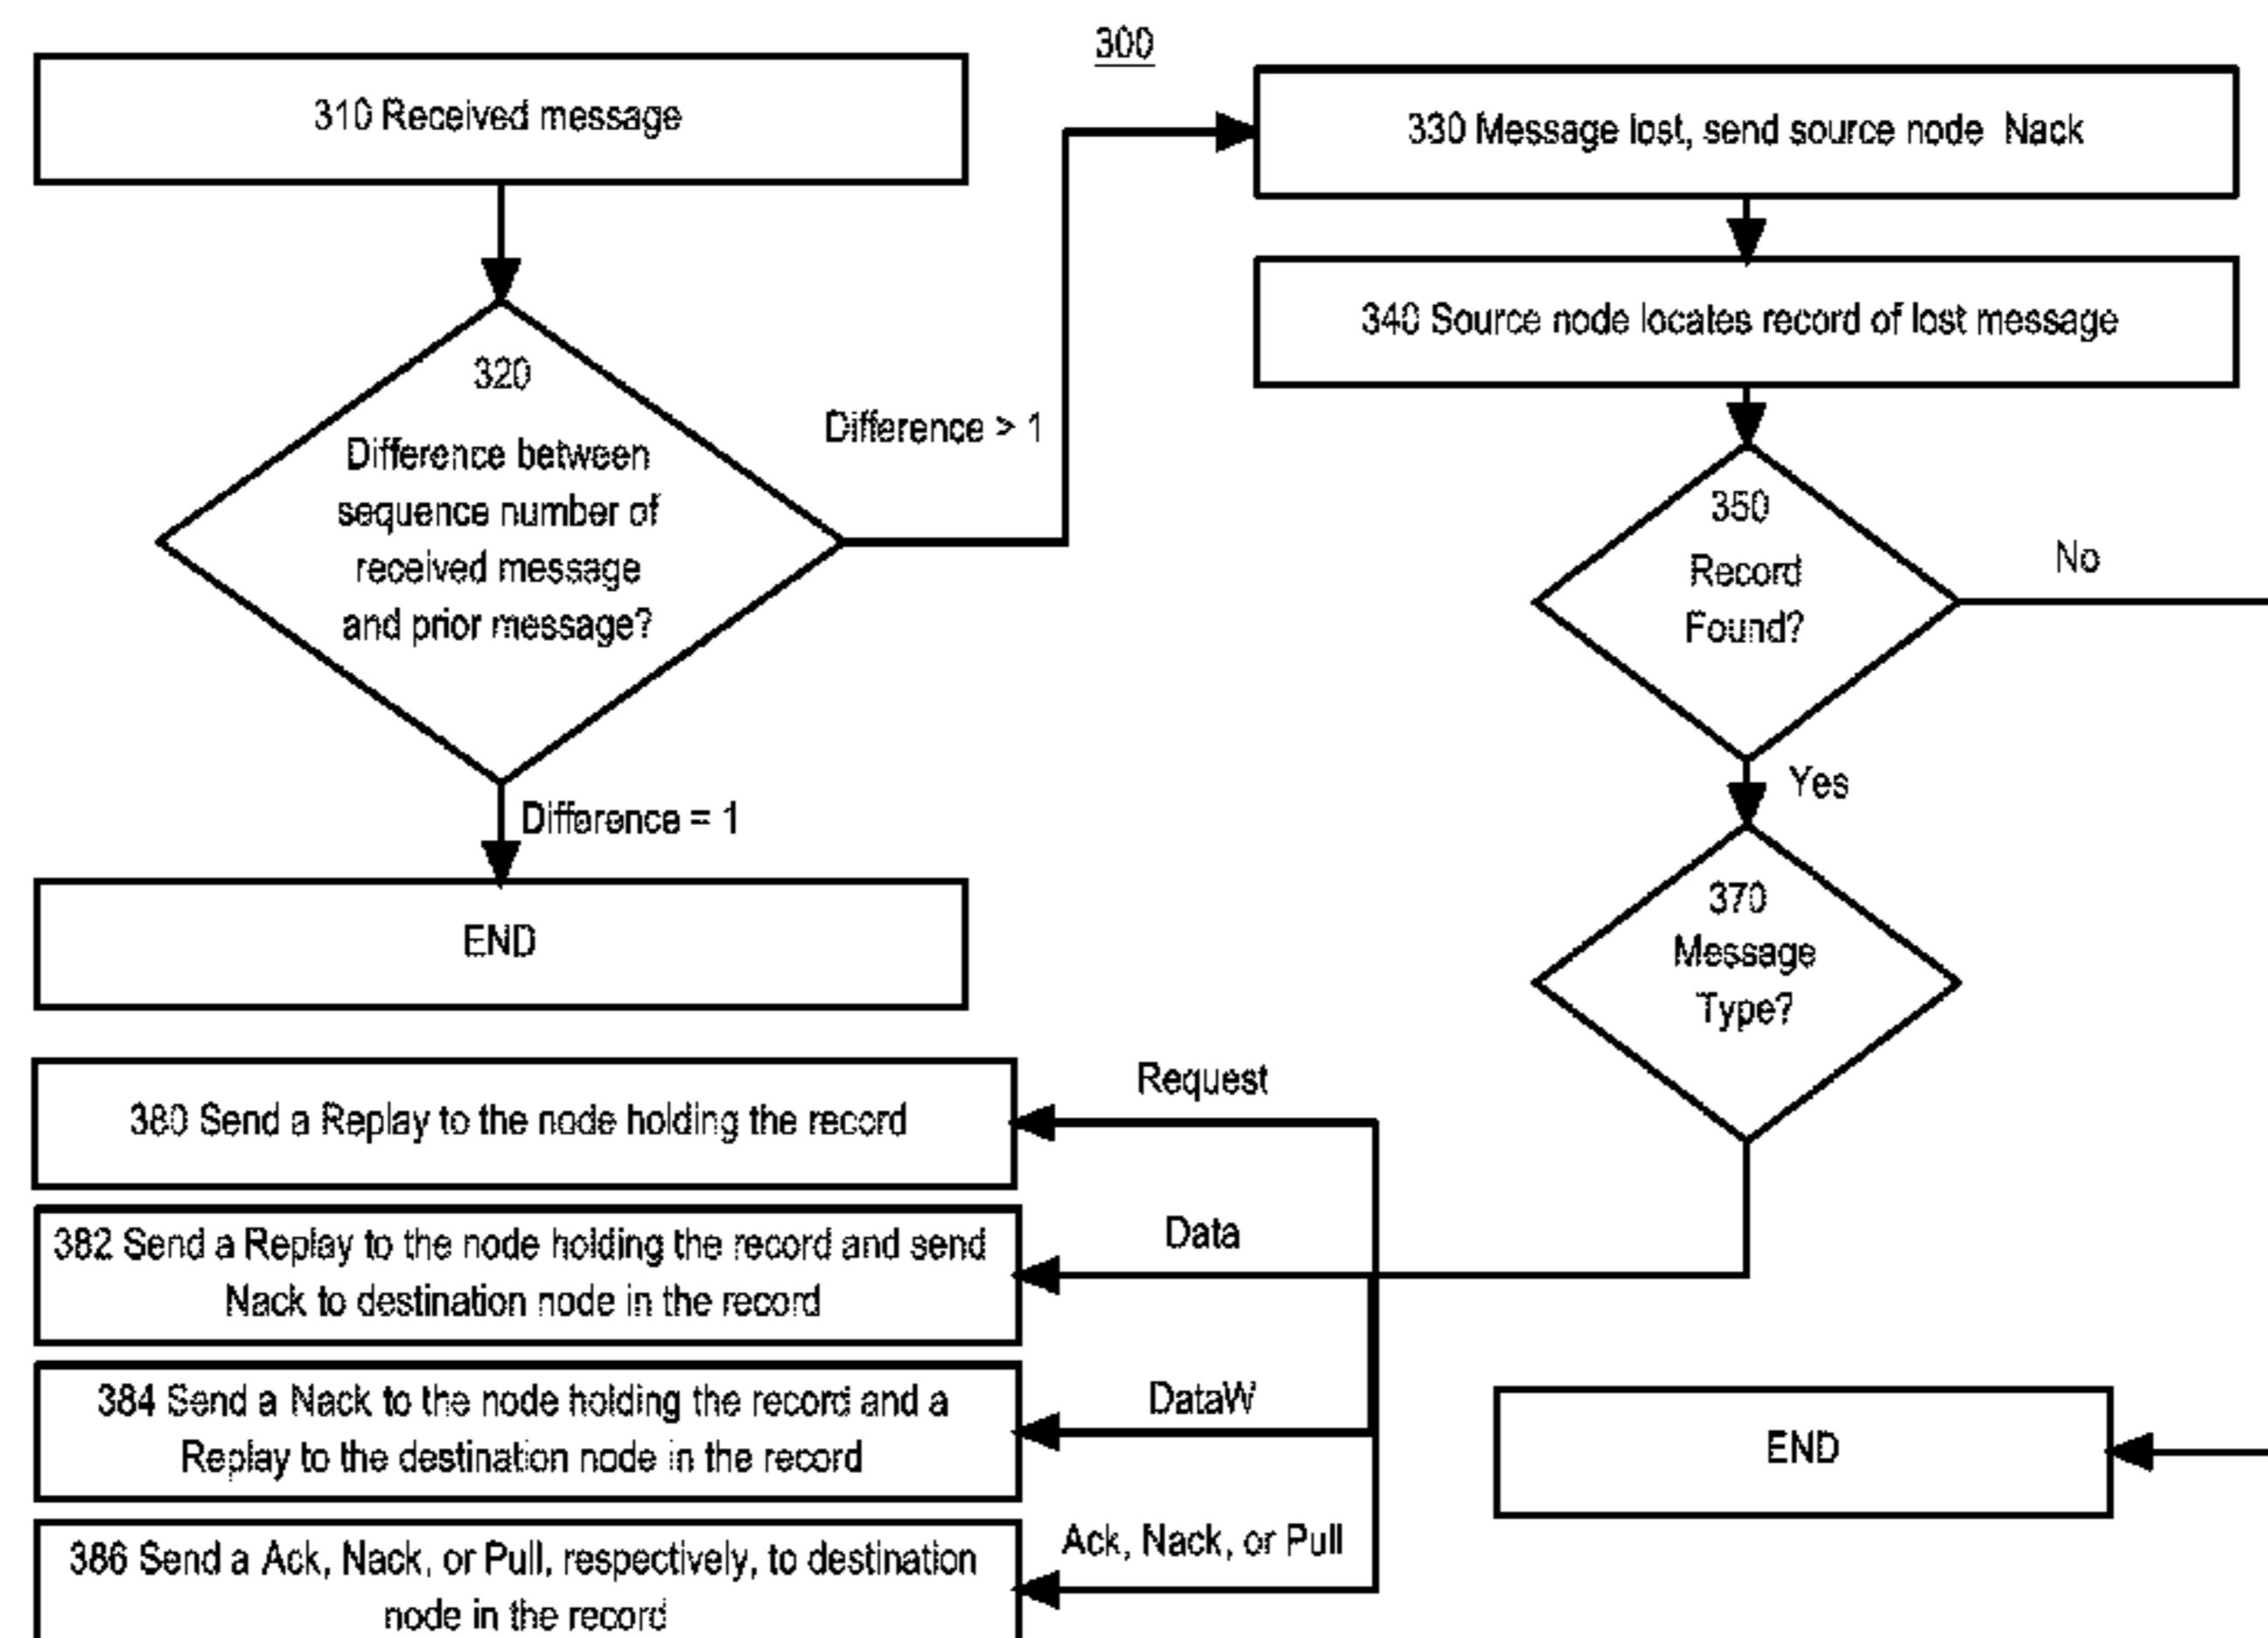 300
310 Received message
320
Difference between
sequence number of
received message
and prior message?
Difference > 1
Difference = 1
END
330 Message lost, send source node Nack
340 Source node locates record of lost message
350
Record
Found?
No
Yes
370
Message
Type?
Request
380 Send a Replay to the node holding the record
Data
382 Send a Replay to the node holding the record and send
Nack to destination node in the record
DataW
384 Send a Nack to the node holding the record and a
Replay to the destination node in the record
Ack, Nack, or Pull
386 Send a Ack, Nack, or Pull, respectively, to destination
node in the record
END